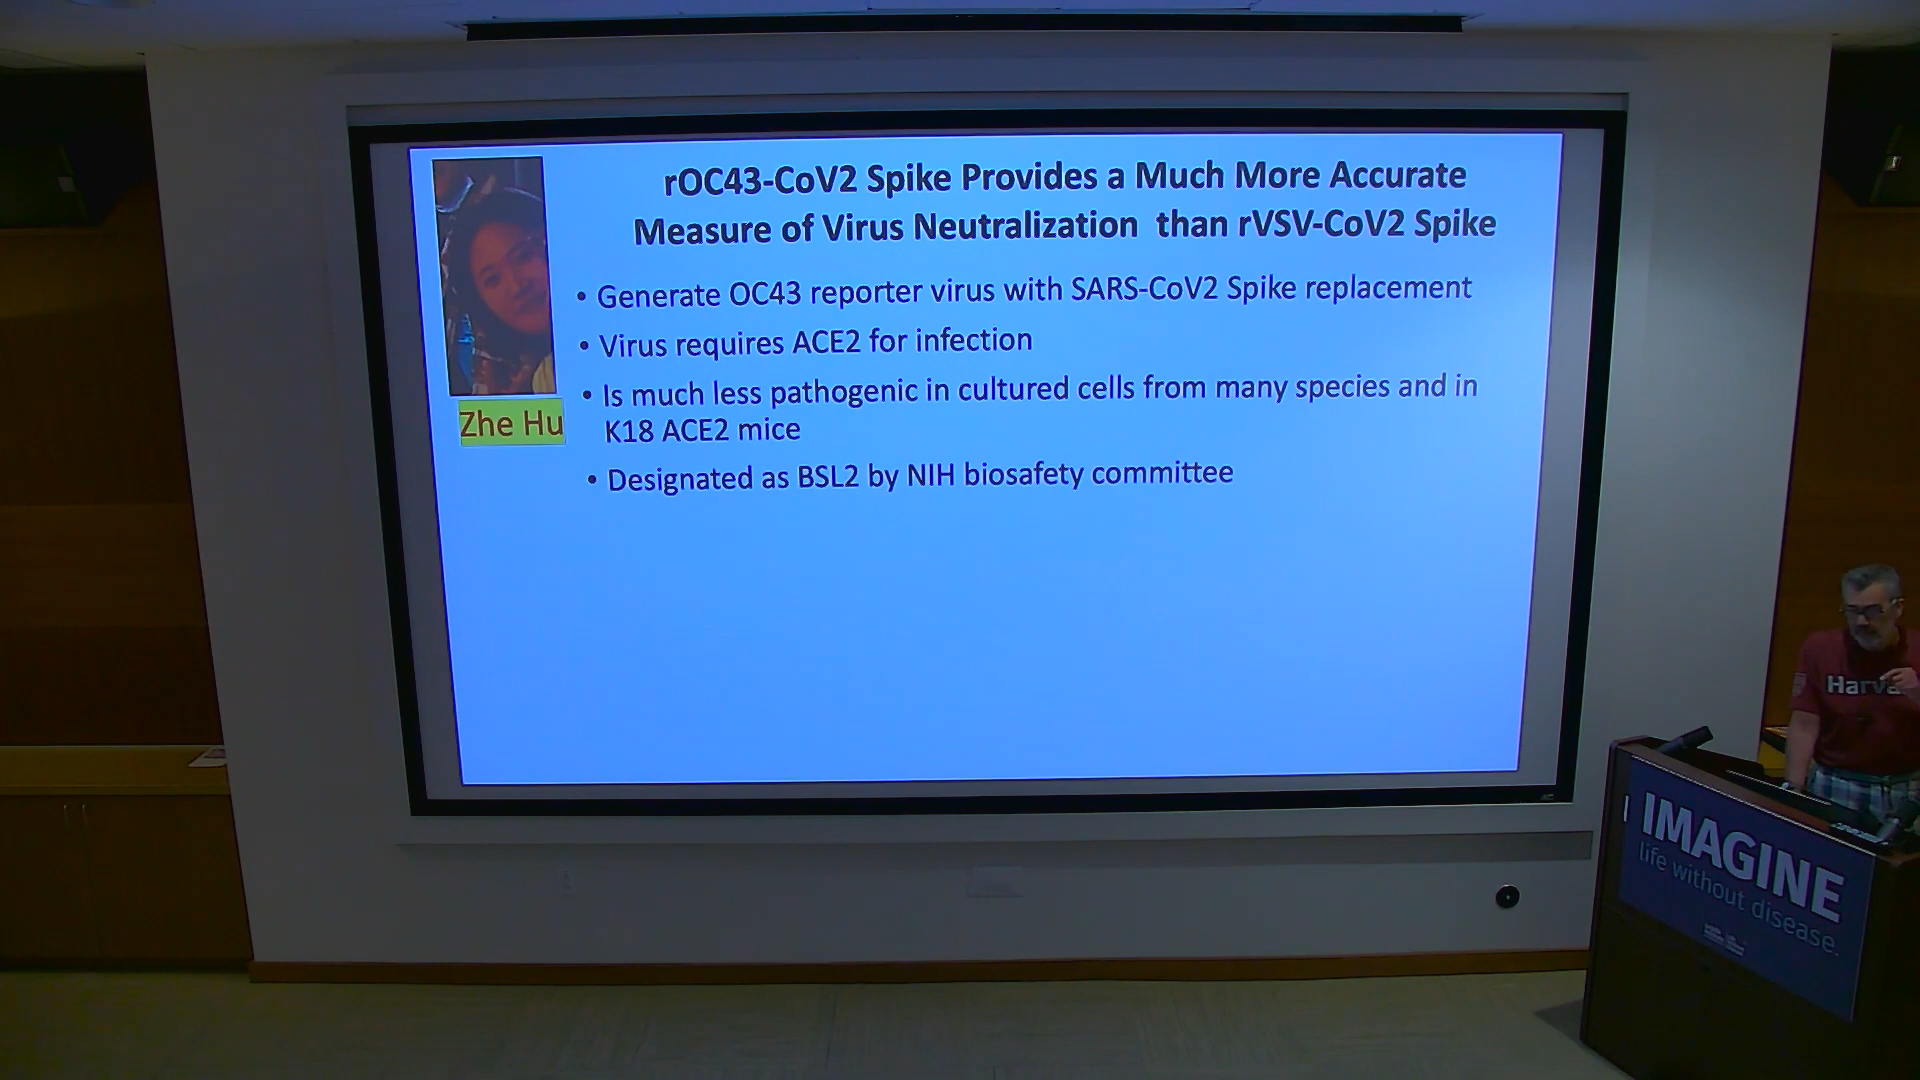 rOC43-CoV2 Spike Provides a Much More Accurate
Measure of Virus Neutralization than rVSV-CoV2 Spike
• Generate OC43 reporter virus with SARS-CoV2 Spike replacement
• Virus requires ACE2 for infection
• Is much less pathogenic in cultured cells from many species and in
K18 ACE2 mice
Zhe Hu
• Designated as BSL2 by NIH biosafety committee
Harva
IMAGINE
life without disease.